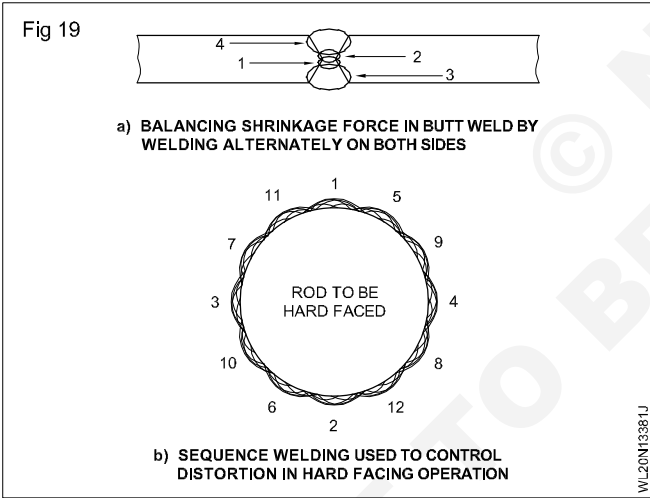 Fig 19
4
2
1
3
a) BALANCING SHRINKAGE FORCE IN BUTT WELD BY
WELDING ALTERNATELY ON BOTH SIDES
1
11
5
7
9
3
ROD TO BE
HARD FACED
4
10
8
6
12
2
b) SEQUENCE WELDING USED TO CONTROL
DISTORTION IN HARD FACING OPERATION
WL20N13381J
© N
TO BE